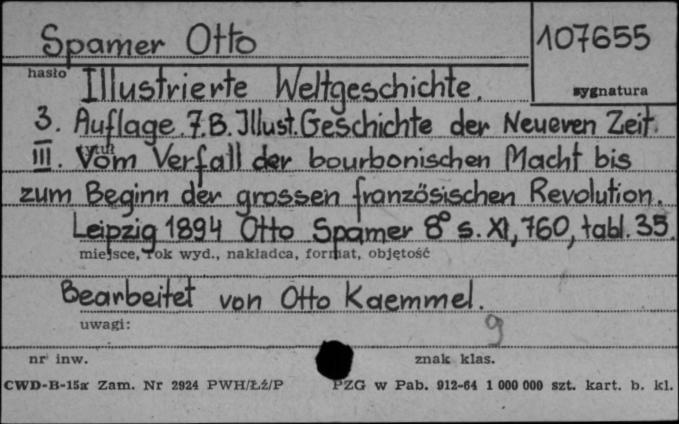 Spamer Otto
107655
hasło
Illustrierte Weltgeschichte.
sygnatura
3. Auflage 7.B. Illust. Geschichte der Neueren Zeit.
tytuł
III. Vom Verfall der bourbonischen Macht bis
zum Beginn der grossen französischen Revolution.
Leipzig 1894 Otto Spamer 8° s. XI, 760, tabl. 35.
miejsce, rok wyd., nakładca, format, objętość
Bearbeitet von Otto Kaemmel.
uwagi:
9
nr inw.
znak klas.
CWD-B-15a Zam. Nr 2924 PWH/Łż/P
PZG w Pab. 912-64 1 000 000 szt. kart. b. kl.